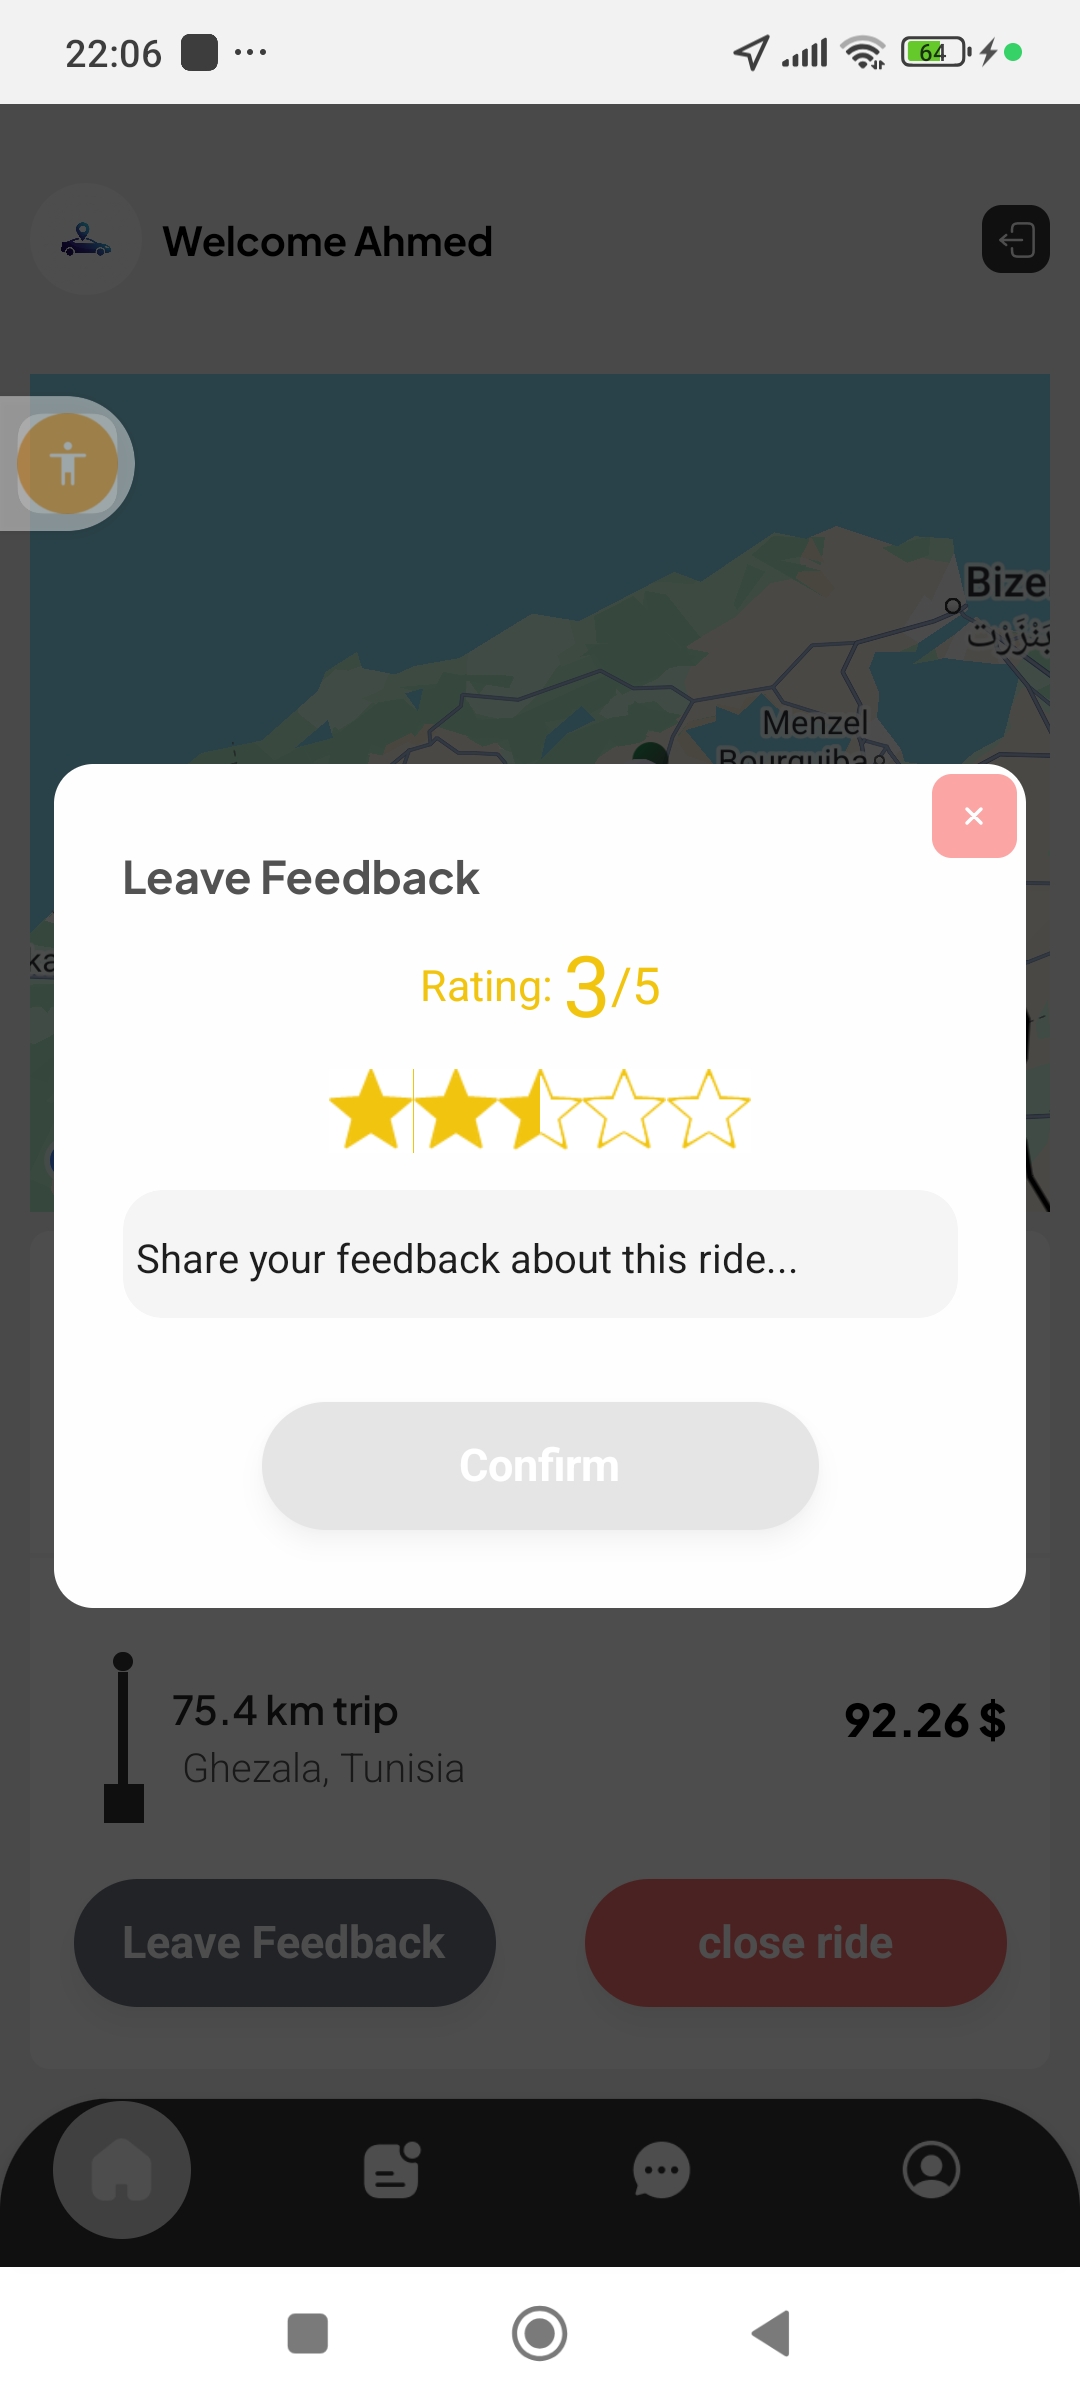 22:06
64
Welcome Ahmed
Bize
بَنْزَرت
Menzel
Bourguiba
Leave Feedback
ka
Rating: 3/5
Share your feedback about this ride...
Confirm
75.4 km trip
92.26 $
Ghezala, Tunisia
Leave Feedback
close ride